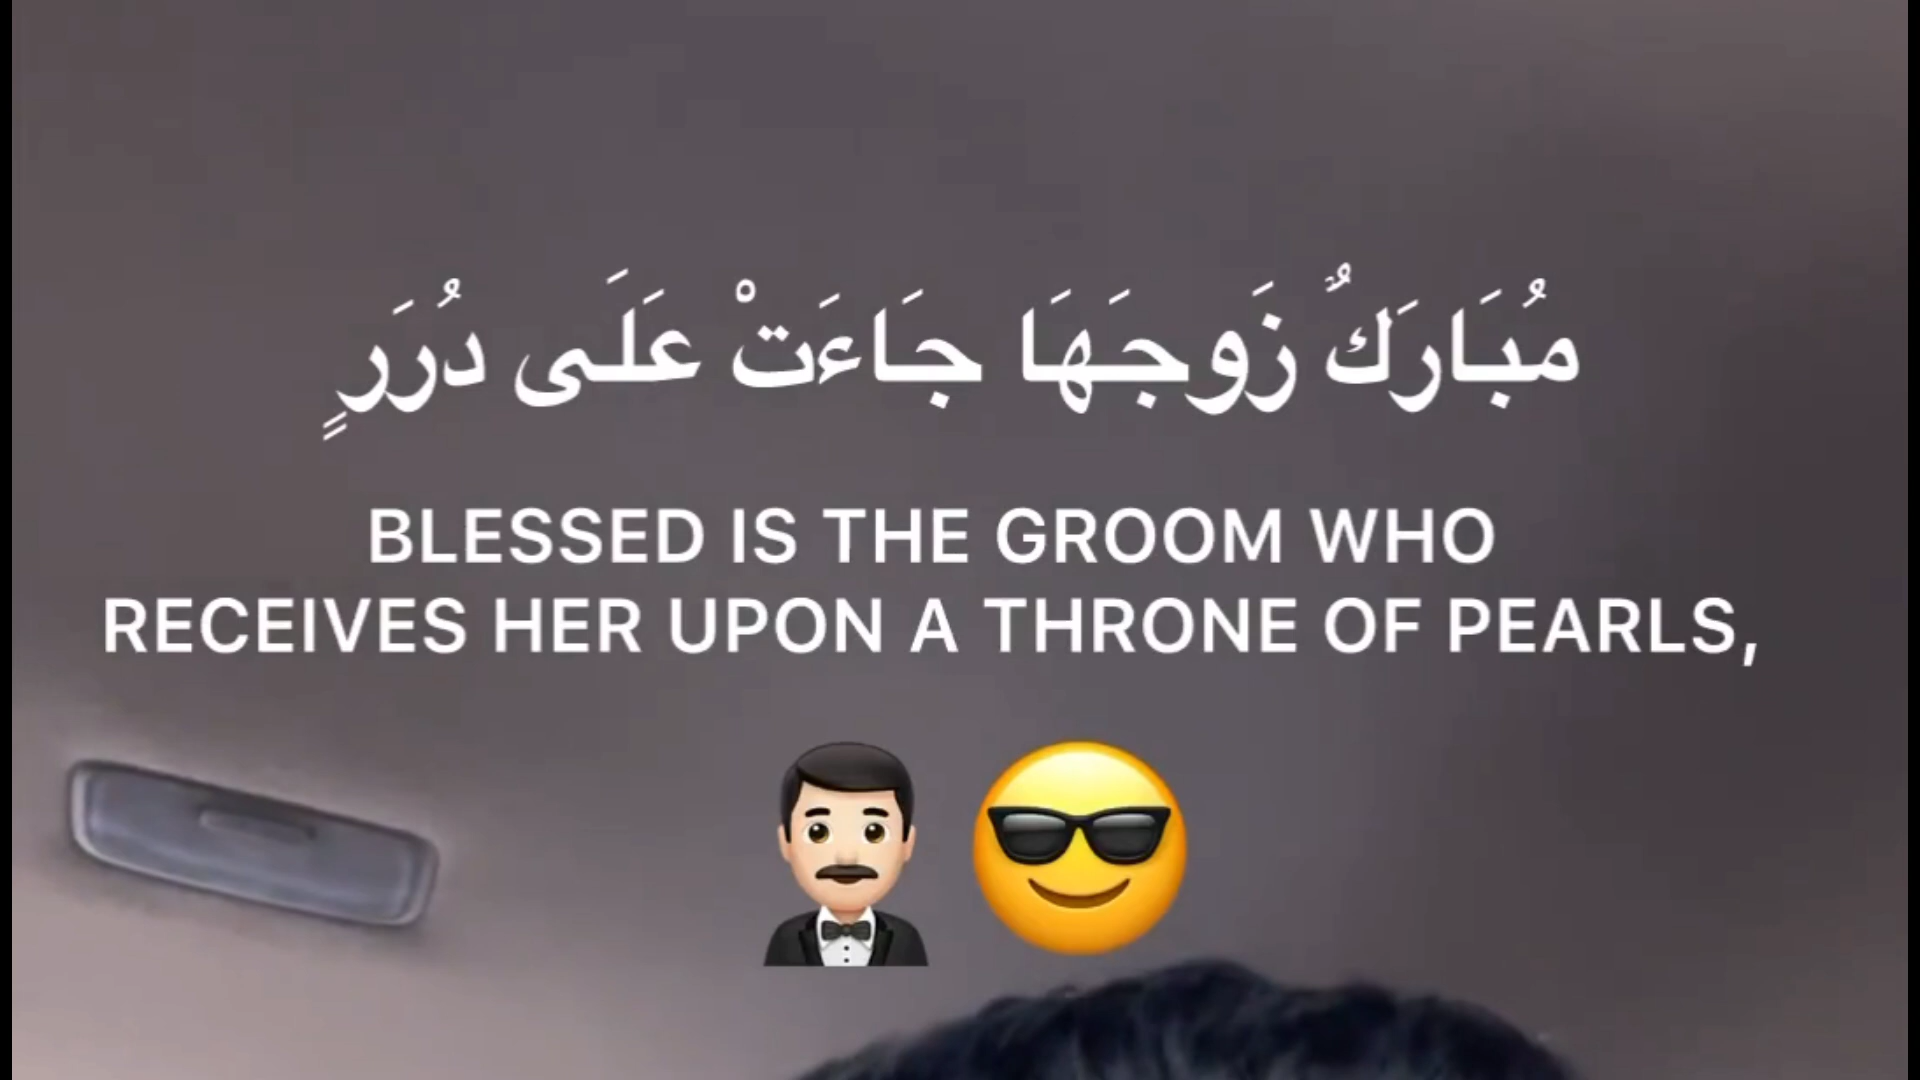 مُبَارَكٌ زَوجَهَا جَاءَتْ عَلَى دُرَرٍ
BLESSED IS THE GROOM WHO
RECEIVES HER UPON A THRONE OF PEARLS,